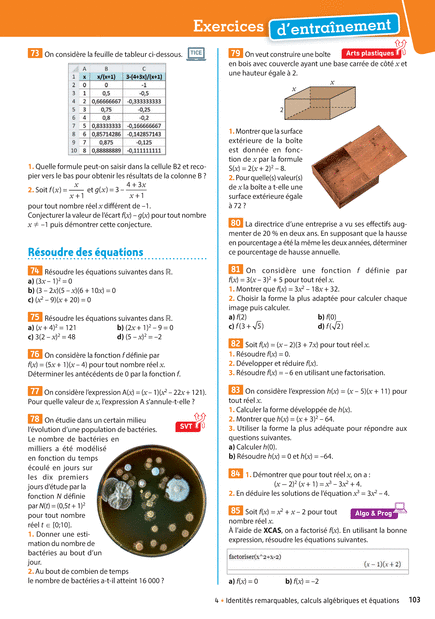 Exercices d'entraînement
73 On considère la feuille de tableur ci-dessous. TICE
A B C
1 x x/(x+1) 3-(4+3x)/(x+1)
2 0 0 -1
3 1 0,5 -0,5
4 2 0,66666667 -0,333333333
5 3 0,75 -0,25
6 4 0,8 -0,2
7 5 0,83333333 -0,166666667
8 6 0,85714286 -0,142857143
9 7 0,875 -0,125
10 8 0,88888889 -0,111111111
1. Quelle formule peut-on saisir dans la cellule B2 et reco-
pier vers le bas pour obtenir les résultats de la colonne B ?
2. Soit f(x) = x / x + 1 et g(x) = 3 – 4 + 3x / x + 1
pour tout nombre réel x différent de –1.
Conjecturer la valeur de l'écart f(x) – g(x) pour tout nombre
x ≠ –1 puis démontrer cette conjecture.
Résoudre des équations
74 Résoudre les équations suivantes dans ℝ.
a) (3x – 1)² = 0
b) (3 – 2x)(5 – x)(6 + 10x) = 0
c) (x² – 9)(x + 20) = 0
75 Résoudre les équations suivantes dans ℝ.
a) (x + 4)² = 121 b) (2x + 1)² – 9 = 0
c) 3(2 – x)² = 48 d) (5 – x)² = –2
76 On considère la fonction f définie par
f(x) = (5x + 1)(x – 4) pour tout nombre réel x.
Déterminer les antécédents de 0 par la fonction f.
77 On considère l'expression A(x) = (x – 1)(x² – 22x + 121).
Pour quelle valeur de x, l'expression A s'annule-t-elle ?
78 On étudie dans un certain milieu
l'évolution d'une population de bactéries. SVT
Le nombre de bactéries en
milliers a été modélisé
en fonction du temps
écoulé en jours sur
les dix premiers
jours d'étude par la
fonction N définie
par N(t) = (0,5t + 1)²
pour tout nombre
réel t ∈ [0;10].
1. Donner une esti-
mation du nombre de
bactéries au bout d'un
jour.
2. Au bout de combien de temps
le nombre de bactéries a-t-il atteint 16 000 ?
79 On veut construire une boîte Arts plastiques
en bois avec couvercle ayant une base carrée de côté x et
une hauteur égale à 2.
x x
2
1. Montrer que la surface
extérieure de la boîte
est donnée en fonc-
tion de x par la formule
S(x) = 2(x + 2)² – 8.
2. Pour quelle(s) valeur(s)
de x la boîte a-t-elle une
surface extérieure égale
à 72 ?
80 La directrice d'une entreprise a vu ses effectifs aug-
menter de 20 % en deux ans. En supposant que la hausse
en pourcentage a été la même les deux années, déterminer
ce pourcentage de hausse annuelle.
81 On considère une fonction f définie par
f(x) = 3(x – 3)² + 5 pour tout réel x.
1. Montrer que f(x) = 3x² – 18x + 32.
2. Choisir la forme la plus adaptée pour calculer chaque
image puis calculer.
a) f(2) b) f(0)
c) f(3 + √5) d) f(√2)
82 Soit f(x) = (x – 2)(3 + 7x) pour tout réel x.
1. Résoudre f(x) = 0.
2. Développer et réduire f(x).
3. Résoudre f(x) = – 6 en utilisant une factorisation.
83 On considère l'expression h(x) = (x – 5)(x + 11) pour
tout réel x.
1. Calculer la forme développée de h(x).
2. Montrer que h(x) = (x + 3)² – 64.
3. Utiliser la forme la plus adéquate pour répondre aux
questions suivantes.
a) Calculer h(0).
b) Résoudre h(x) = 0 et h(x) = –64.
84 1. Démontrer que pour tout réel x, on a :
(x – 2)² (x + 1) = x³ – 3x² + 4.
2. En déduire les solutions de l'équation x³ = 3x² – 4.
85 Soit f(x) = x² + x – 2 pour tout Algo & Prog
nombre réel x.
À l'aide de XCAS, on a factorisé f(x). En utilisant la bonne
expression, résoudre les équations suivantes.
factoriser(x^2+x-2)
(x – 1)(x + 2)
a) f(x) = 0 b) f(x) = –2
4 • Identités remarquables, calculs algébriques et équations 103